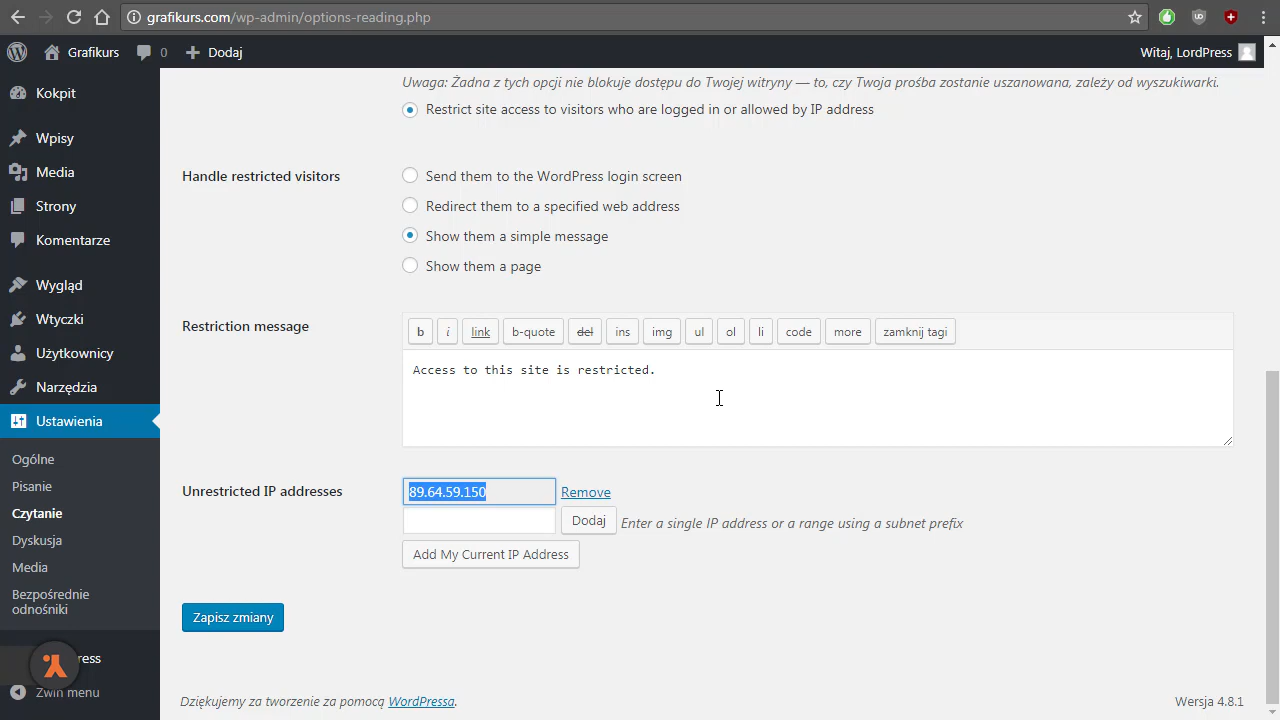 grafikurs.com/wp-admin/options-reading.php
Grafikurs 0 Dodaj Witaj, LordPress
Kokpit
Wpisy
Media
Strony
Komentarze
Wygląd
Wtyczki
Użytkownicy
Narzędzia
Ustawienia
Ogólne
Pisanie
Czytanie
Dyskusja
Media
Bezpośrednie
odnośniki
ress
Zwiń menu
Uwaga: Żadna z tych opcji nie blokuje dostępu do Twojej witryny — to, czy Twoja prośba zostanie uszanowana, zależy od wyszukiwarki.
Restrict site access to visitors who are logged in or allowed by IP address
Handle restricted visitors
Send them to the WordPress login screen
Redirect them to a specified web address
Show them a simple message
Show them a page
Restriction message
b i link b-quote del ins img ul ol li code more zamknij tagi
Access to this site is restricted.
Unrestricted IP addresses
89.64.59.150 Remove
Dodaj Enter a single IP address or a range using a subnet prefix
Add My Current IP Address
Zapisz zmiany
Dziękujemy za tworzenie za pomocą WordPressa. Wersja 4.8.1